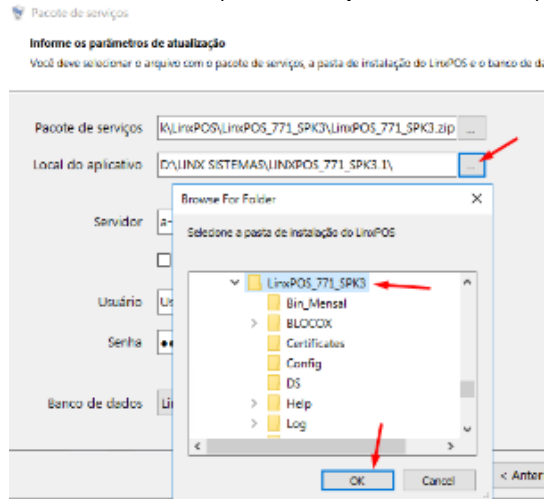 Pacote de serviços
Informe os parâmetros de atualização
Você deve selecionar o arquivo com o pacote de serviços, a pasta de instalação do LinxPOS e o banco de da
Pacote de serviços k\LinxPOS\LinxPOS_771_SPK3\LinxPOS_771_SPK3.zip ...
Local do aplicativo D:\LINX SISTEMAS\LINXPOS_771_SPK3.1\ ...
Browse For Folder
Servidor a-
Selecione a pasta de instalação do LinxPOS
LinxPOS_771_SPK3
Bin_Mensal
Usuário Us
BLOCOX
Certificates
Senha
Config
DS
Banco de dados Li
Help
Log
OK Cancel < Anter